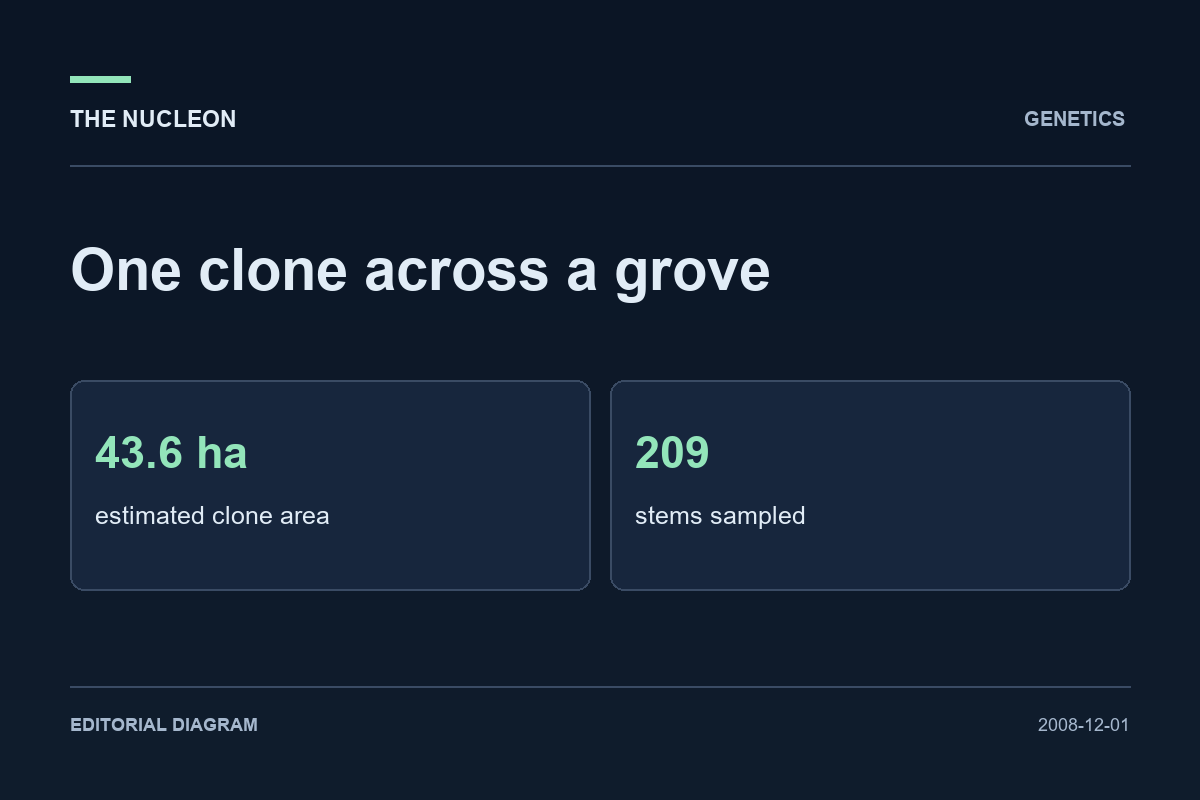 THE NUCLEON
GENETICS
One clone across a grove
43.6 ha
estimated clone area
209
stems sampled
EDITORIAL DIAGRAM
2008-12-01